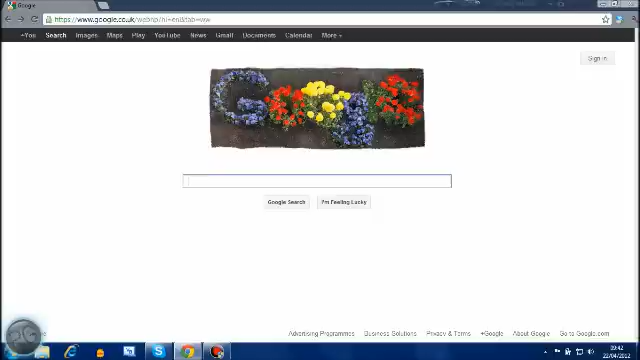 Google
https://www.google.co.uk/webhp?hl=en&tab=ww
+You Search Images Maps Play YouTube News Gmail Documents Calendar More
Sign in
Google Search I'm Feeling Lucky
Advertising Programmes Business Solutions Privacy & Terms +Google About Google Go to Google.com
09:42
22/04/2012